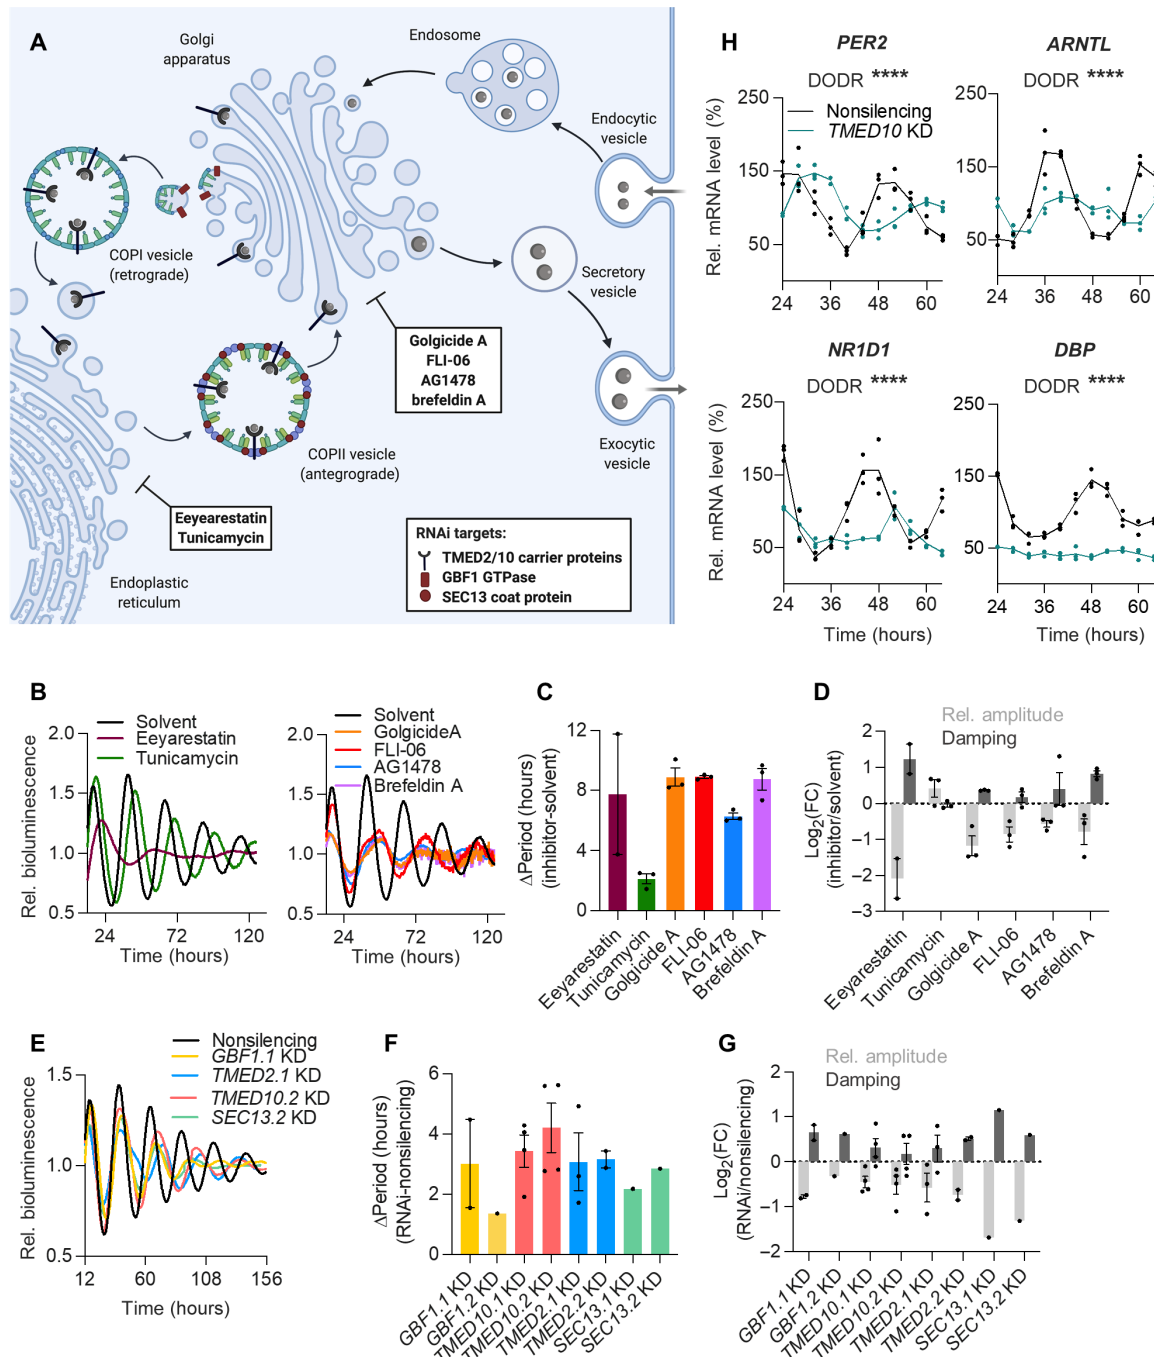 A
Golgi
apparatus
Endosome
Endocytic
vesicle
COPI vesicle
(retrograde)
Secretory
vesicle
Golgicide A
FLI-06
AG1478
brefeldin A
COPII vesicle
(antegrograde)
Exocytic
vesicle
Eeyearestatin
Tunicamycin
Endoplastic
reticulum
RNAi targets:
TMED2/10 carrier proteins
GBF1 GTPase
SEC13 coat protein
H
PER2
DODR ****
Nonsilencing
TMED10 KD
Rel. mRNA level (%)
250
150
50
24 36 48 60
ARNTL
DODR ****
250
150
50
24 36 48 60
NR1D1
DODR ****
Rel. mRNA level (%)
250
150
50
24 36 48 60
Time (hours)
DBP
DODR ****
250
150
50
24 36 48 60
Time (hours)
B
Solvent
Eeyarestatin
Tunicamycin
Rel. bioluminescence
2.0
1.5
1.0
0.5
24 72 120
Time (hours)
Solvent
GolgicideA
FLI-06
AG1478
Brefeldin A
2.0
1.5
1.0
0.5
24 72 120
Time (hours)
C
ΔPeriod (hours)
(inhibitor-solvent)
12
8
4
0
Eeyarestatin
Tunicamycin
Golgicide A
FLI-06
AG1478
Brefeldin A
D
Rel. amplitude
Damping
Log2(FC)
(inhibitor/solvent)
2
1
0
−1
−2
−3
Eeyarestatin
Tunicamycin
Golgicide A
FLI-06
AG1478
Brefeldin A
E
Nonsilencing
GBF1.1 KD
TMED2.1 KD
TMED10.2 KD
SEC13.2 KD
Rel. bioluminescence
1.5
1.0
0.5
12 60 108 156
Time (hours)
F
ΔPeriod (hours)
(RNAi-nonsilencing)
6
4
2
0
GBF1.1 KD
GBF1.2 KD
TMED10.1 KD
TMED10.2 KD
TMED2.1 KD
TMED2.2 KD
SEC13.1 KD
SEC13.2 KD
G
Rel. amplitude
Damping
Log2(FC)
(RNAi/nonsilencing)
2
1
0
−1
−2
GBF1.1 KD
GBF1.2 KD
TMED10.1 KD
TMED10.2 KD
TMED2.1 KD
TMED2.2 KD
SEC13.1 KD
SEC13.2 KD